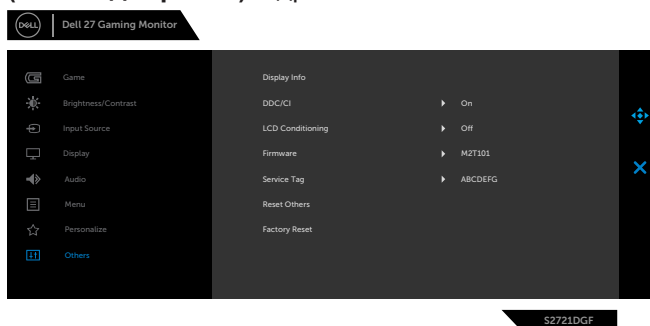 DELL
Dell 27 Gaming Monitor
Game
Brightness/Contrast
Input Source
Display
Audio
Menu
Personalize
Others
Display Info
DDC/CI On
LCD Conditioning Off
Firmware M2T101
Service Tag ABCDEFG
Reset Others
Factory Reset
S2721DGF